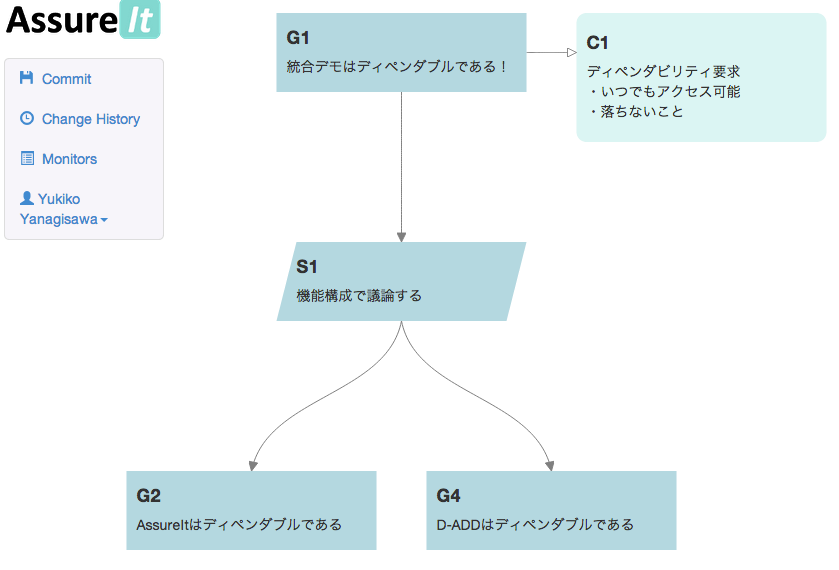 AssureIt
Commit
Change History
Monitors
Yukiko
Yanagisawa
G1
統合デモはディペンダブルである！
C1
ディペンダビリティ要求
・いつでもアクセス可能
・落ちないこと
S1
機能構成で議論する
G2
AssureItはディペンダブルである
G4
D-ADDはディペンダブルである